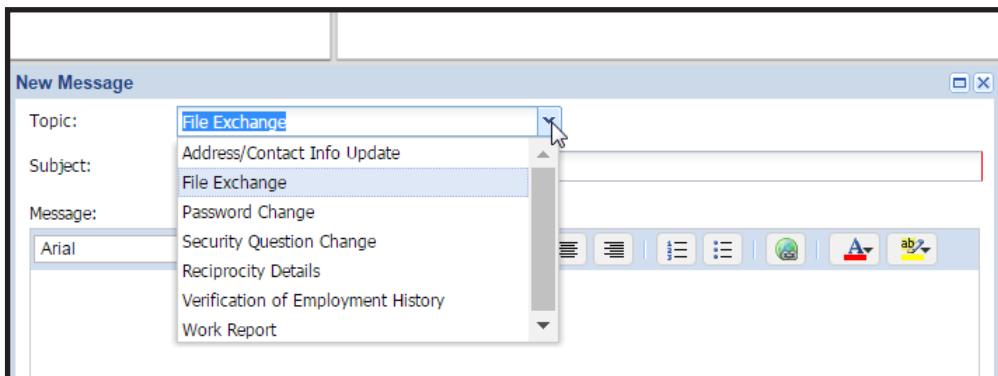 New Message
Topic:
File Exchange
Address/Contact Info Update
Subject:
File Exchange
Message:
Password Change
Arial
Security Question Change
Reciprocity Details
Verification of Employment History
Work Report
A
ab